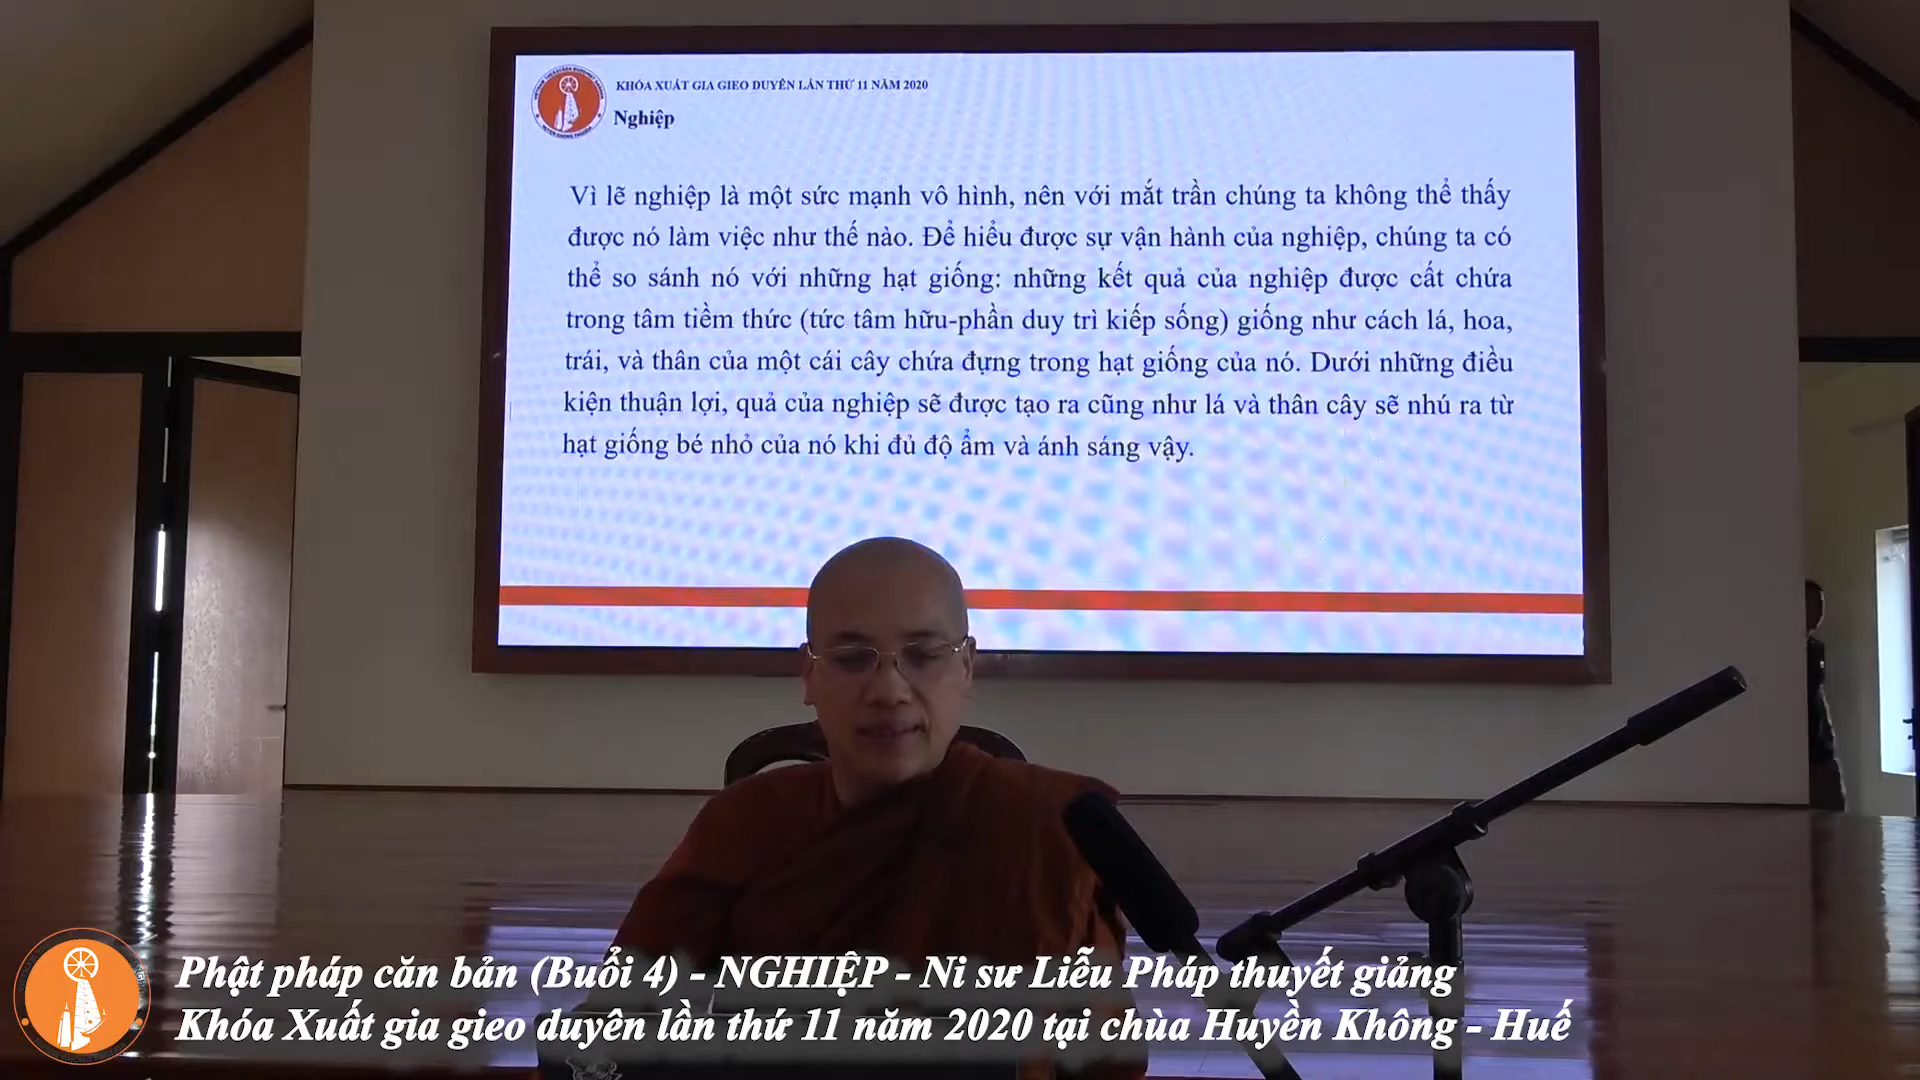 KHÓA XUẤT GIA GIEO DUYÊN LẦN THỨ 11 NĂM 2020
Nghiệp
Vì lẽ nghiệp là một sức mạnh vô hình, nên với mắt trần chúng ta không thể thấy
được nó làm việc như thế nào. Để hiểu được sự vận hành của nghiệp, chúng ta có
thể so sánh nó với những hạt giống: những kết quả của nghiệp được cất chứa
trong tâm tiềm thức (tức tâm hữu-phần duy trì kiếp sống) giống như cách lá, hoa,
trái, và thân của một cái cây chứa đựng trong hạt giống của nó. Dưới những điều
kiện thuận lợi, quả của nghiệp sẽ được tạo ra cũng như lá và thân cây sẽ nhú ra từ
hạt giống bé nhỏ của nó khi đủ độ ẩm và ánh sáng vậy.
Phật pháp căn bản (Buổi 4) - NGHIỆP - Ni sư Liễu Pháp thuyết giảng
Khóa Xuất gia gieo duyên lần thứ 11 năm 2020 tại chùa Huyền Không - Huế